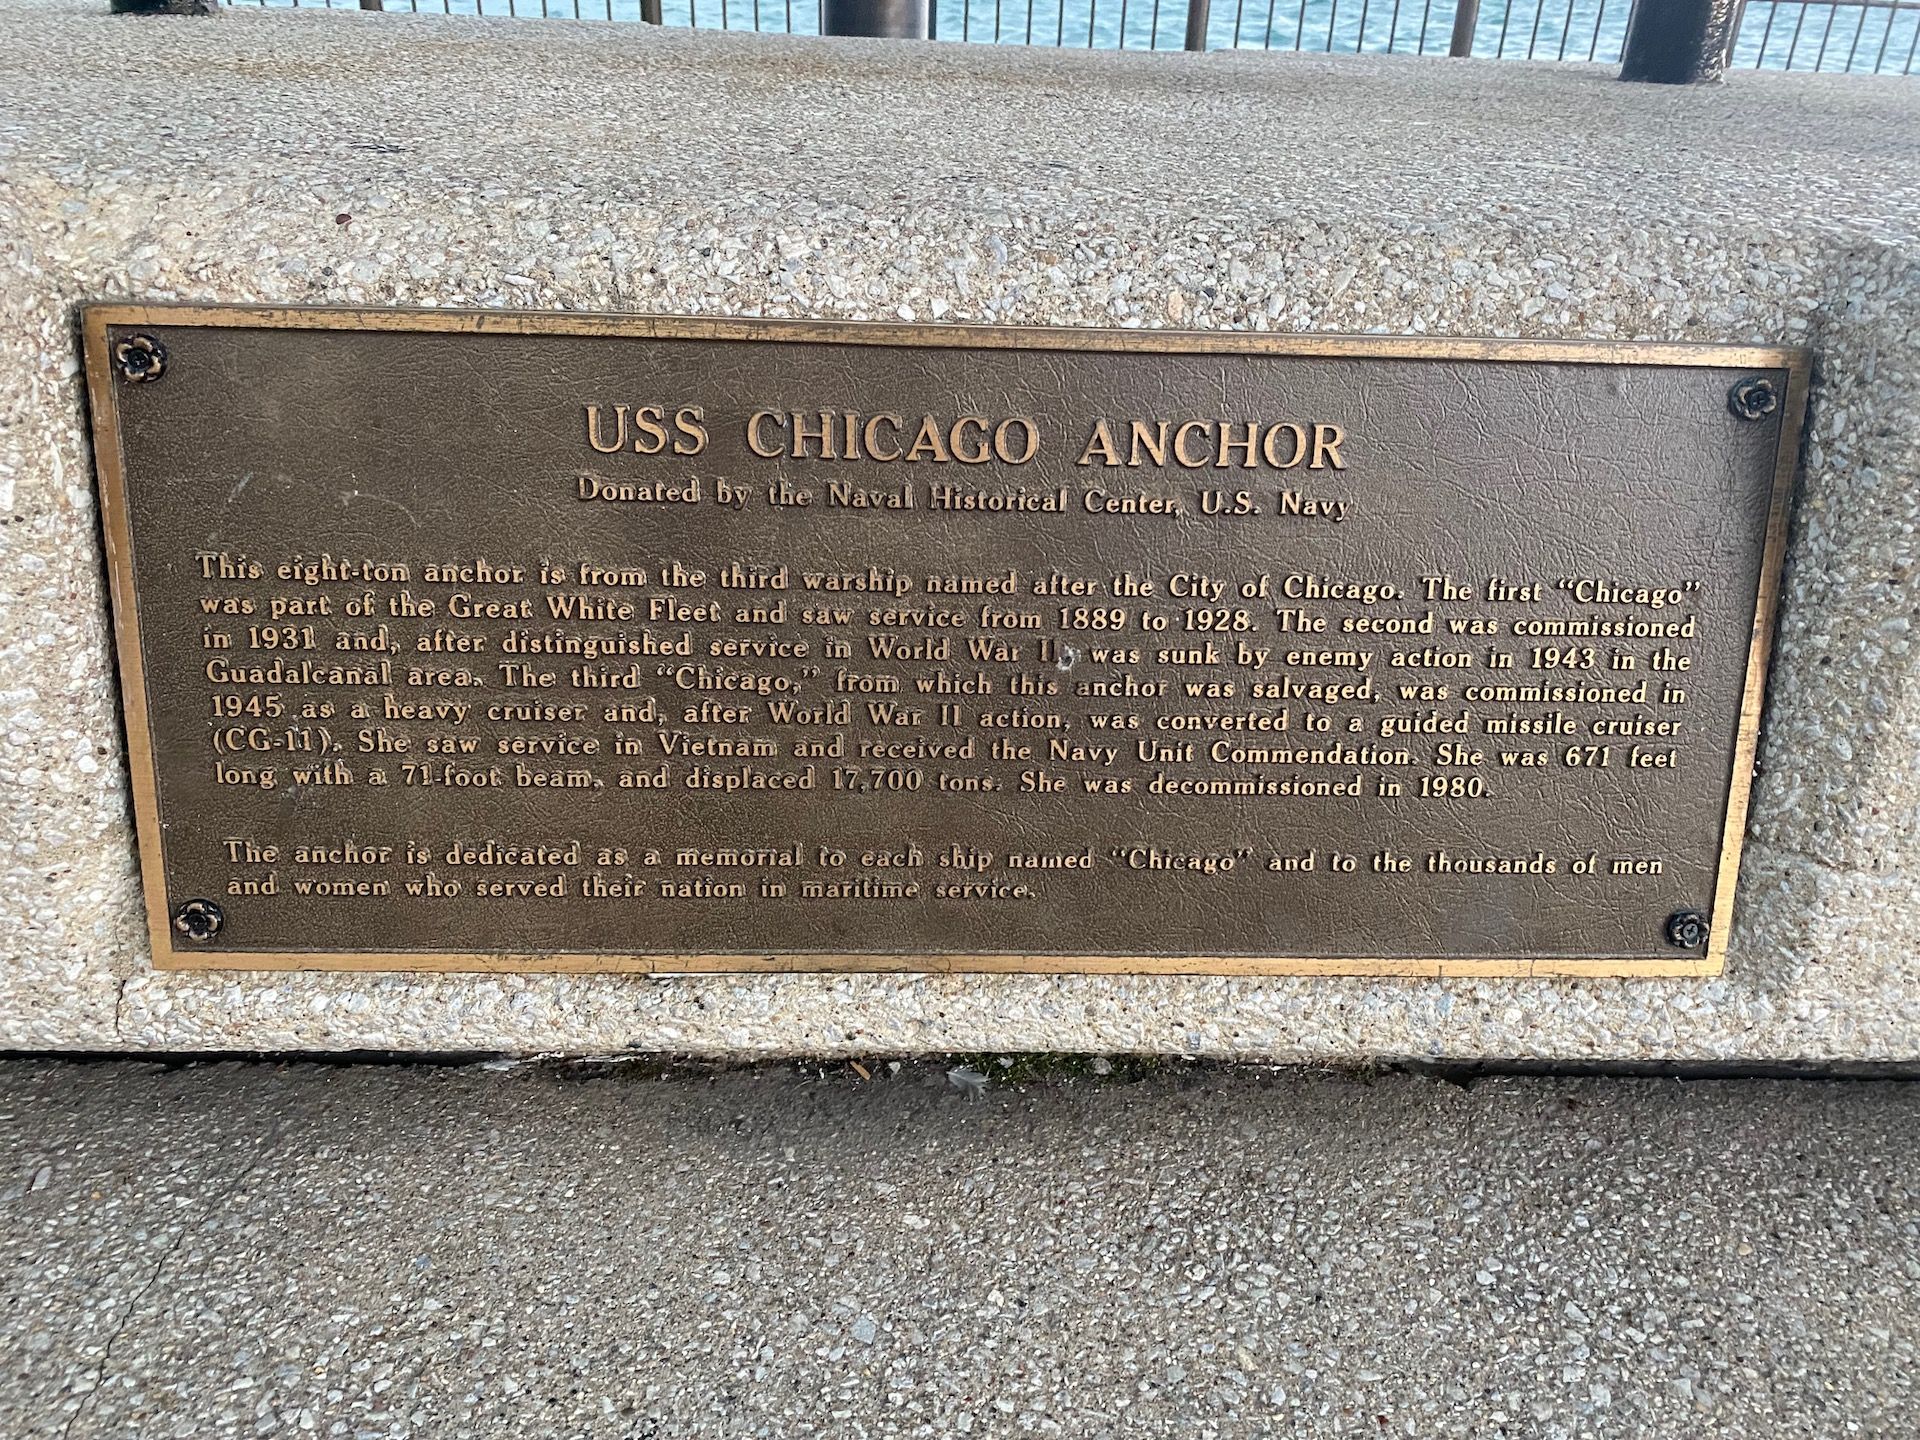 USS CHICAGO ANCHOR
Donated by the Naval Historical Center, U.S. Navy
This eight-ton anchor is from the third warship named after the City of Chicago. The first “Chicago”
was part of the Great White Fleet and saw service from 1889 to 1928. The second was commissioned
in 1931 and, after distinguished service in World War II, was sunk by enemy action in 1943 in the
Guadalcanal area. The third “Chicago,” from which this anchor was salvaged, was commissioned in
1945 as a heavy cruiser and, after World War II action, was converted to a guided missile cruiser
(CG-11). She saw service in Vietnam and received the Navy Unit Commendation. She was 671 feet
long with a 71-foot beam, and displaced 17,700 tons. She was decommissioned in 1980.
The anchor is dedicated as a memorial to each ship named “Chicago” and to the thousands of men
and women who served their nation in maritime service.